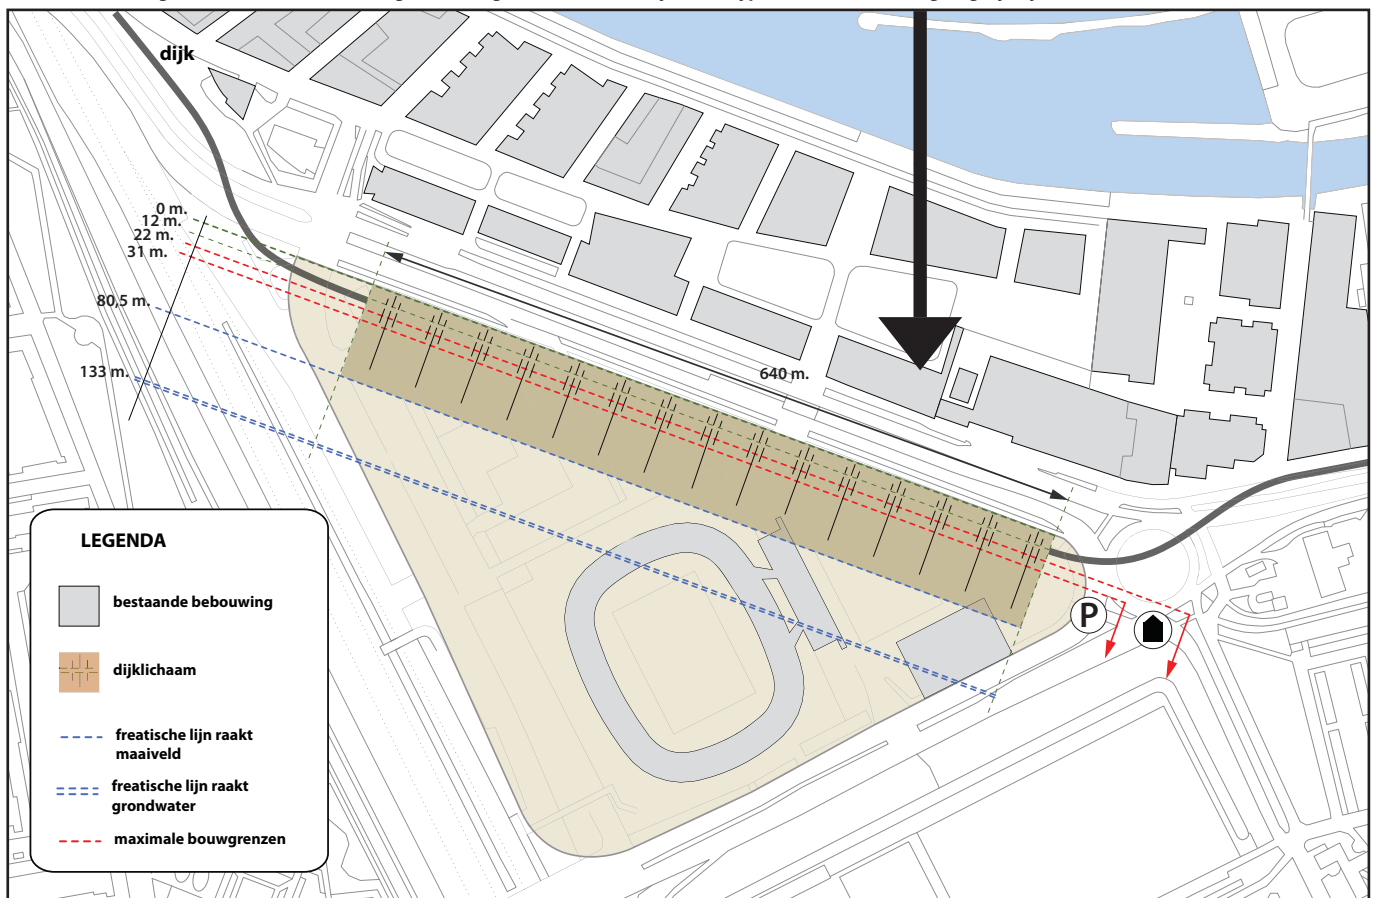 dijk
0 m.
12 m.
22 m.
31 m.
80,5 m.
133 m.
640 m.
P
LEGENDA
bestaande bebouwing
dijklichaam
freatische lijn raakt
maaiveld
freatische lijn raakt
grondwater
maximale bouwgrenzen